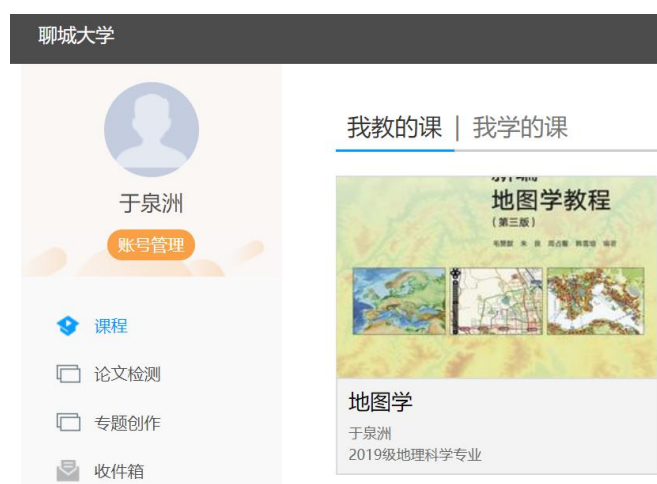 聊城大学
于泉洲
账号管理
课程
论文检测
专题创作
收件箱
我教的课 | 我学的课
地图学教程
(第三版)
地图学
于泉洲
2019级地理科学专业